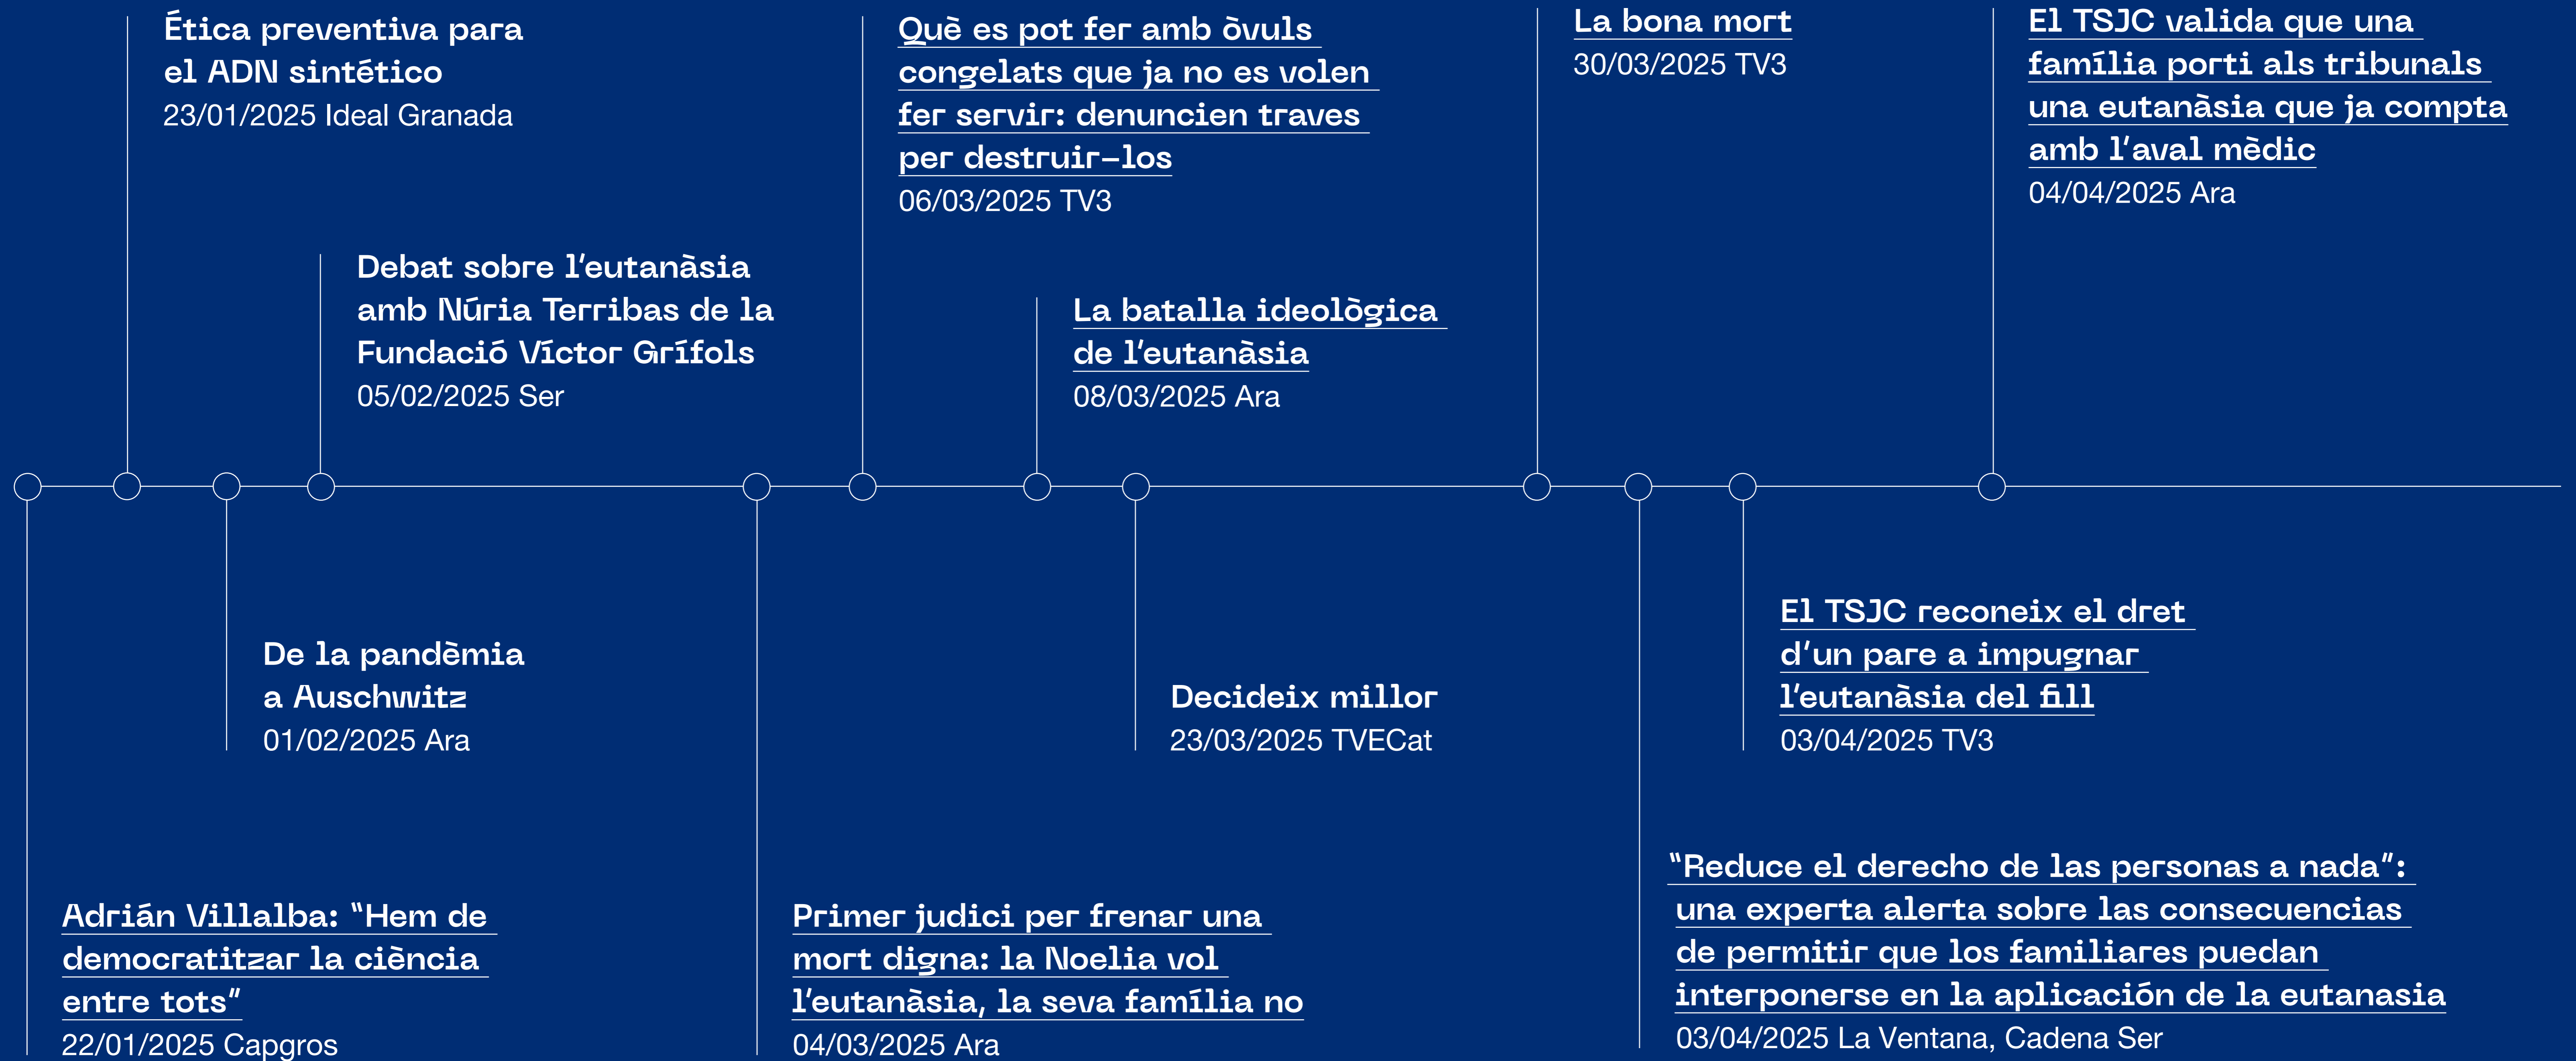 Ética preventiva para
el ADN sintético
23/01/2025 Ideal Granada
Què es pot fer amb òvuls
congelats que ja no es volen
fer servir: denuncien traves
per destruir-los
06/03/2025 TV3
La bona mort
30/03/2025 TV3
El TSJC valida que una
família porti als tribunals
una eutanàsia que ja compta
amb l'aval mèdic
04/04/2025 Ara
Debat sobre l'eutanàsia
amb Núria Terribas de la
Fundació Víctor Grífols
05/02/2025 Ser
La batalla ideològica
de l'eutanàsia
08/03/2025 Ara
De la pandèmia
a Auschwitz
01/02/2025 Ara
Decideix millor
23/03/2025 TVECat
El TSJC reconeix el dret
d'un pare a impugnar
l'eutanàsia del fill
03/04/2025 TV3
Adrián Villalba: "Hem de
democratitzar la ciència
entre tots"
22/01/2025 Capgros
Primer judici per frenar una
mort digna: la Noelia vol
l'eutanàsia, la seva família no
04/03/2025 Ara
"Reduce el derecho de las personas a nada":
una experta alerta sobre las consecuencias
de permitir que los familiares puedan
interponerse en la aplicación de la eutanasia
03/04/2025 La Ventana, Cadena Ser